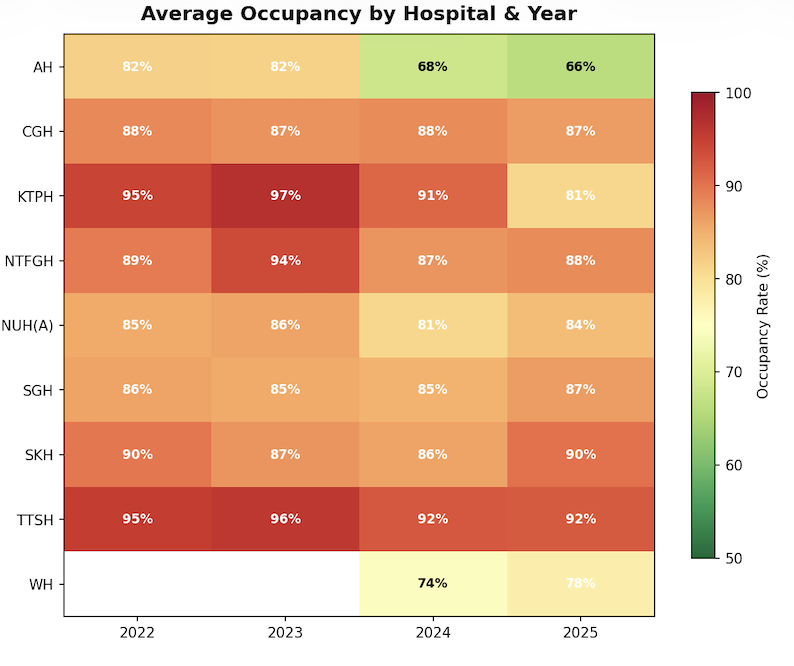 Average Occupancy by Hospital & Year
AH 82% 82% 68% 66%
CGH 88% 87% 88% 87%
KTPH 95% 97% 91% 81%
NTFGH 89% 94% 87% 88%
NUH(A) 85% 86% 81% 84%
SGH 86% 85% 85% 87%
SKH 90% 87% 86% 90%
TTSH 95% 96% 92% 92%
WH 74% 78%
2022 2023 2024 2025
100
90
80
70
60
50
Occupancy Rate (%)